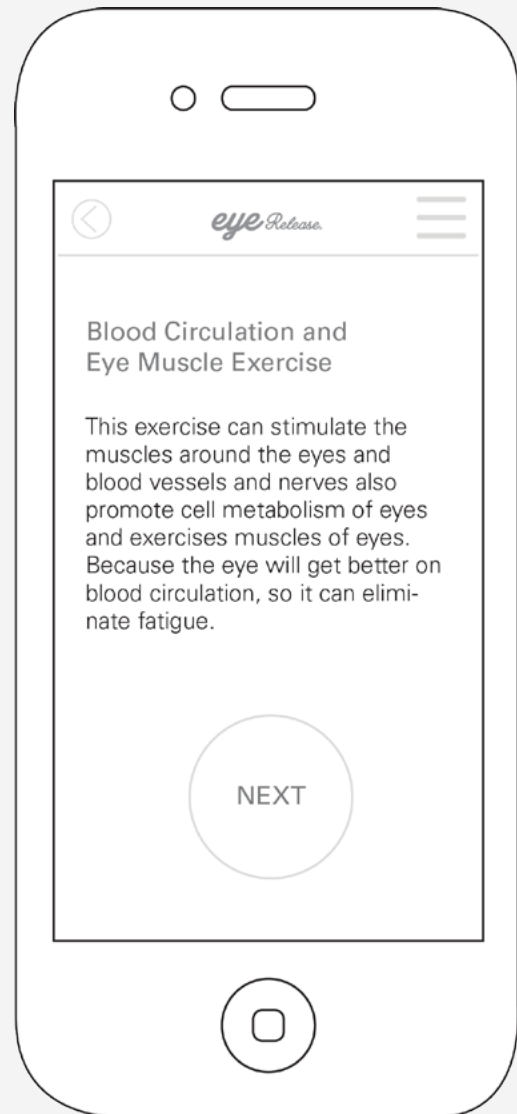 eye Release.
Blood Circulation and
Eye Muscle Exercise
This exercise can stimulate the
muscles around the eyes and
blood vessels and nerves also
promote cell metabolism of eyes
and exercises muscles of eyes.
Because the eye will get better on
blood circulation, so it can elimi-
nate fatigue.
NEXT